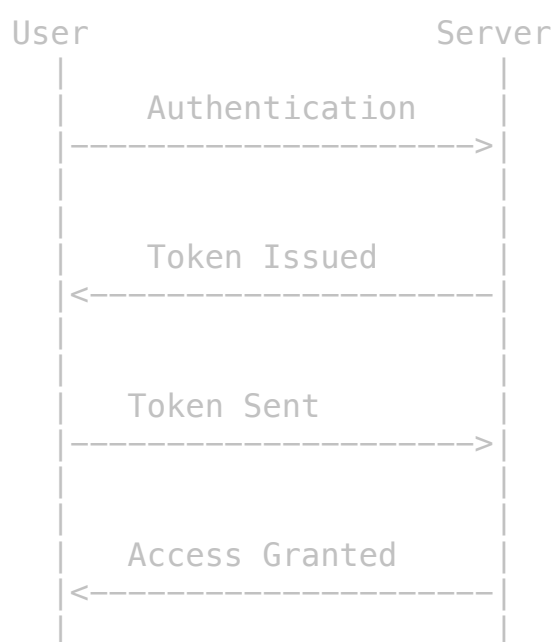 User Server
Authentication
Token Issued
Token Sent
Access Granted